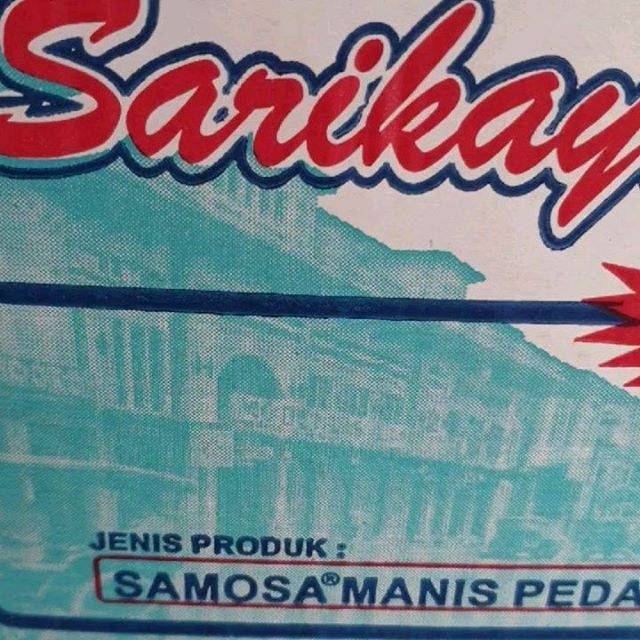 Sarikay
JENIS PRODUK :
SAMOSA® MANIS PEDA